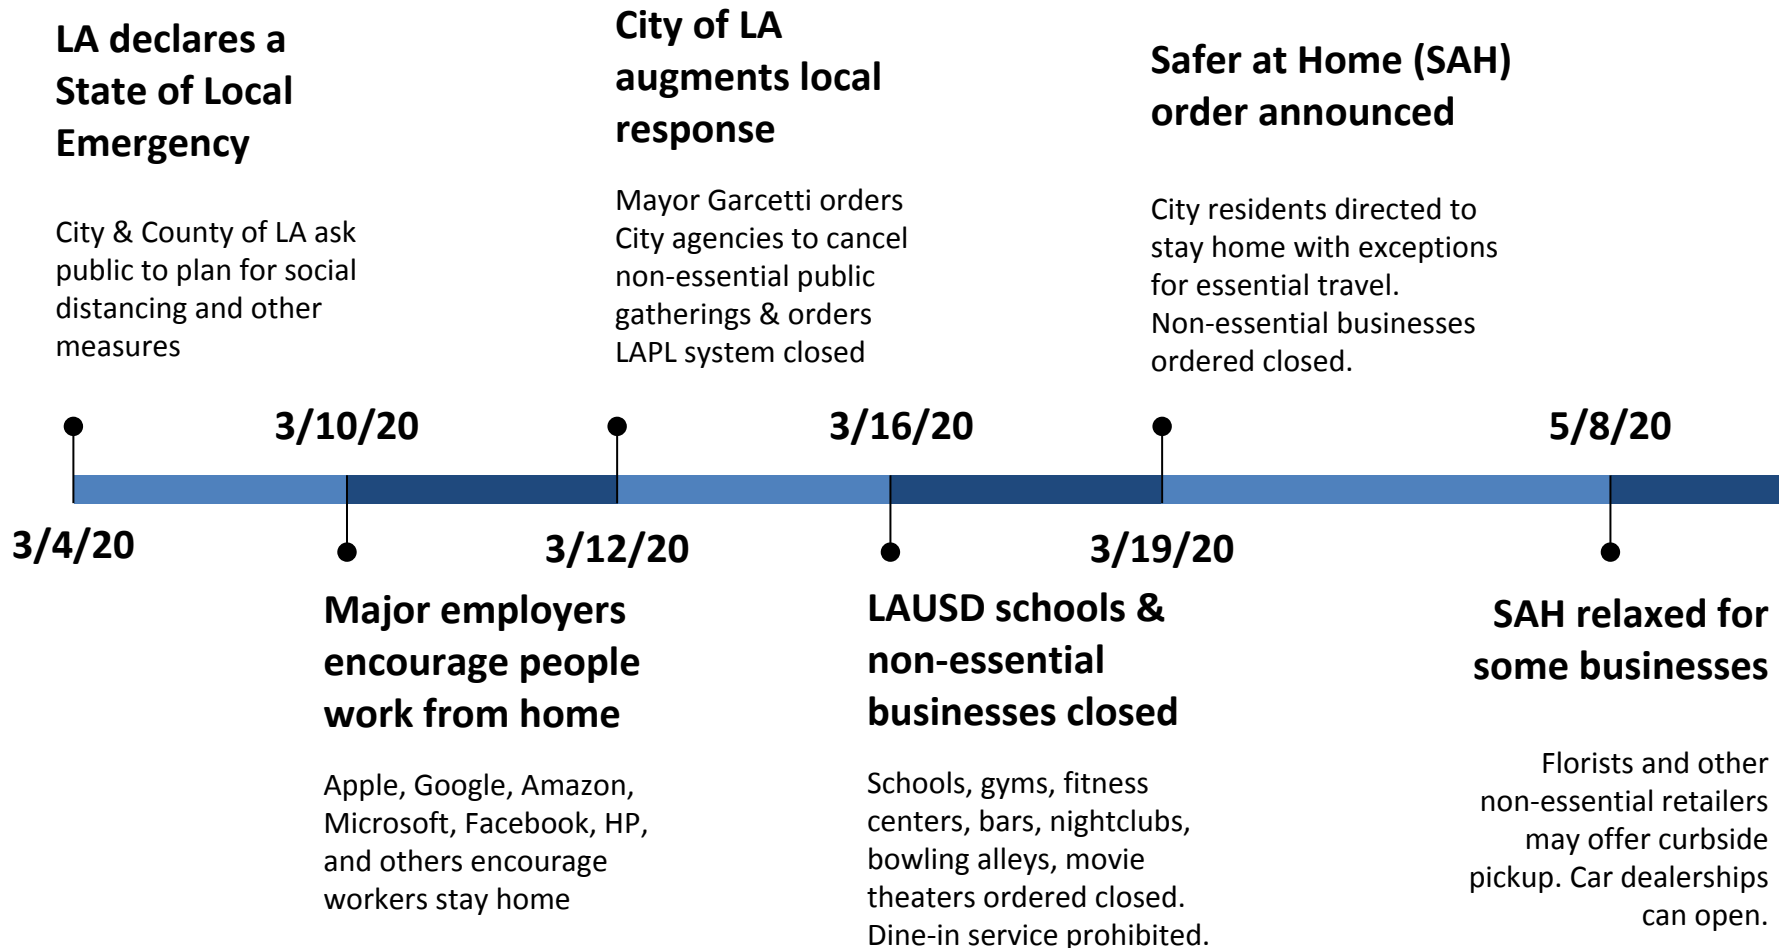 LA declares a
State of Local
Emergency
City & County of LA ask
public to plan for social
distancing and other
measures
3/4/20
3/10/20
Major employers
encourage people
work from home
Apple, Google, Amazon,
Microsoft, Facebook, HP,
and others encourage
workers stay home
City of LA
augments local
response
Mayor Garcetti orders
City agencies to cancel
non-essential public
gatherings & orders
LAPL system closed
3/12/20
3/16/20
LAUSD schools &
non-essential
businesses closed
Schools, gyms, fitness
centers, bars, nightclubs,
bowling alleys, movie
theaters ordered closed.
Dine-in service prohibited.
Safer at Home (SAH)
order announced
City residents directed to
stay home with exceptions
for essential travel.
Non-essential businesses
ordered closed.
3/19/20
5/8/20
SAH relaxed for
some businesses
Florists and other
non-essential retailers
may offer curbside
pickup. Car dealerships
can open.